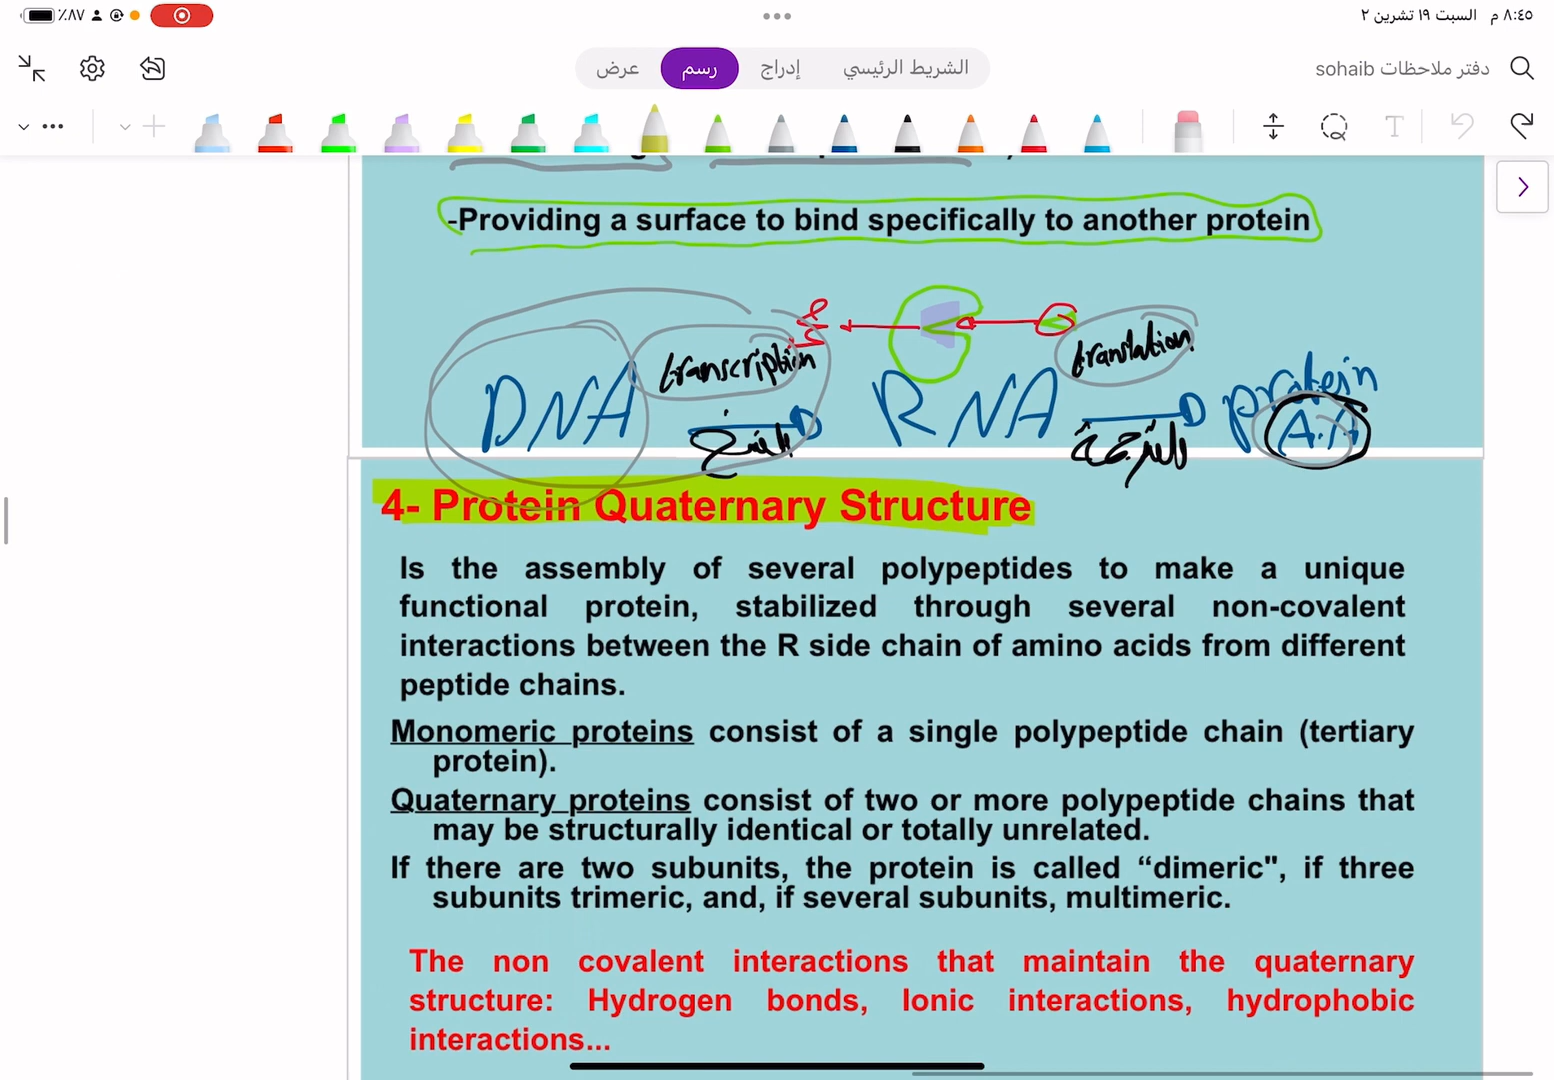 ٪٨٧
السبت ١٩ تشرين ٢ ٨:٤٥ م
الشريط الرئيسي إدراج رسم عرض
دفتر ملاحظات sohaib
T
-Providing a surface to bind specifically to another protein
transcription translation
DNA RNA protein
بالنسخ بالترجمة A.A
4- Protein Quaternary Structure
Is the assembly of several polypeptides to make a unique
functional protein, stabilized through several non-covalent
interactions between the R side chain of amino acids from different
peptide chains.
Monomeric proteins consist of a single polypeptide chain (tertiary
protein).
Quaternary proteins consist of two or more polypeptide chains that
may be structurally identical or totally unrelated.
If there are two subunits, the protein is called “dimeric", if three
subunits trimeric, and, if several subunits, multimeric.
The non covalent interactions that maintain the quaternary
structure: Hydrogen bonds, Ionic interactions, hydrophobic
interactions...